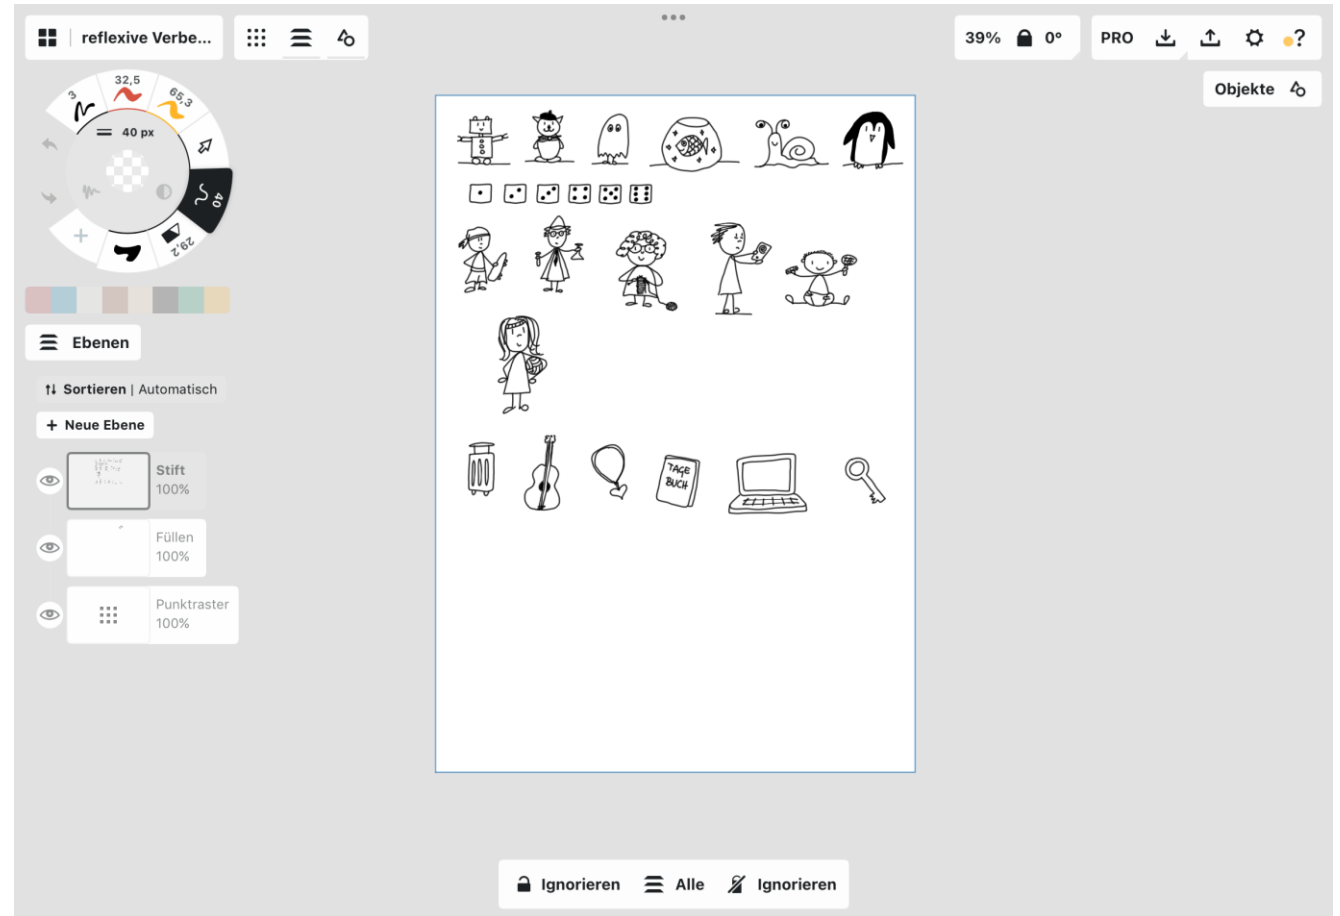 reflexive Verbe...
39% 0°
PRO
?
Objekte
3
32,5
65,3
40 px
40
29,2
+
Ebenen
Sortieren | Automatisch
+ Neue Ebene
Stift
100%
Füllen
100%
Punktraster
100%
TAGE
BUCH
Ignorieren Alle Ignorieren